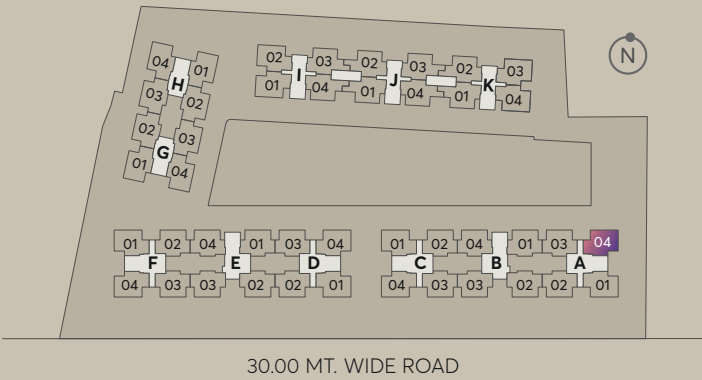 N
04 H 01
03 02
02 G 03
01 04
02 I 03 02 J 03 02 K 03
01 04 01 04 01 04
01 02 04 01 03 04
F E D
04 03 03 02 02 01
01 02 04 01 03 04
C B A
04 03 03 02 02 01
30.00 MT. WIDE ROAD